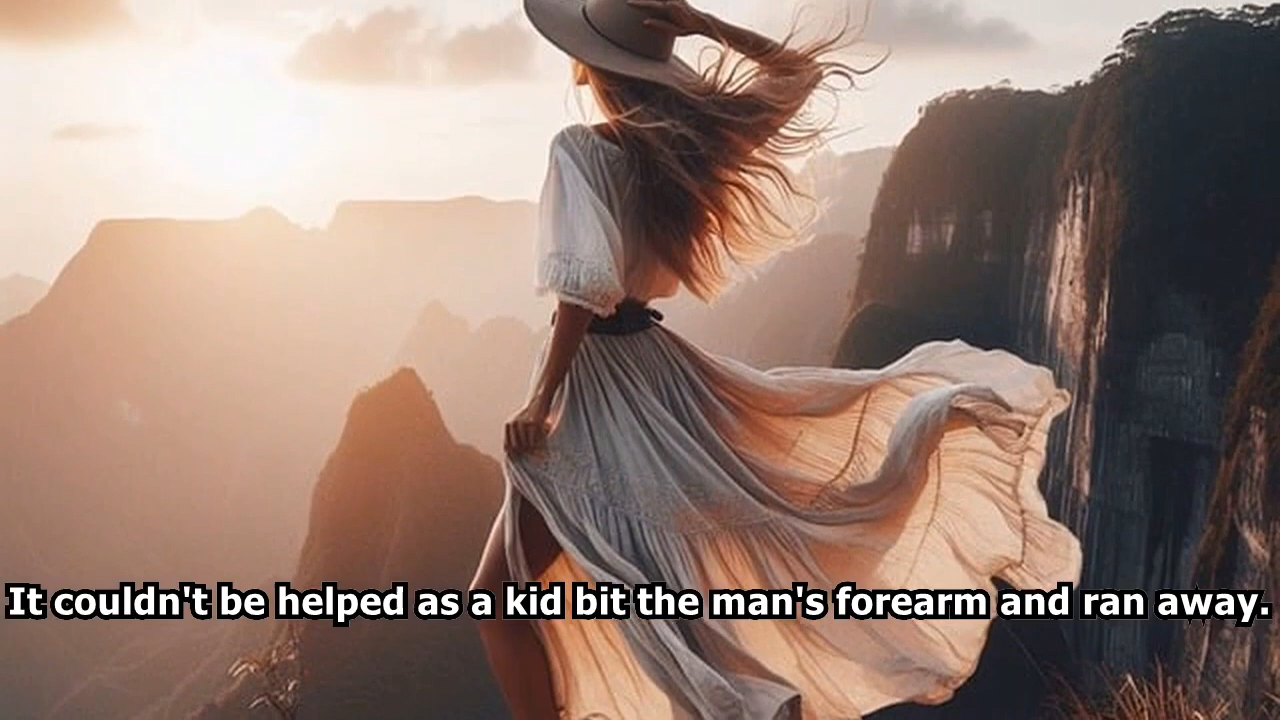 It couldn't be helped as a kid bit the man's forearm and ran away.